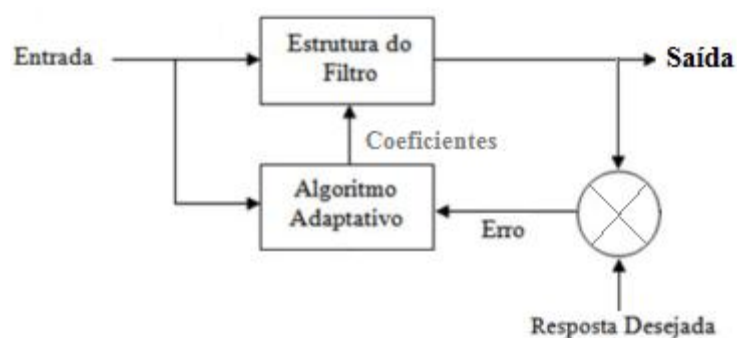 Entrada
Estrutura do
Filtro
Saída
Coeficientes
Algoritmo
Adaptativo
Erro
Resposta Desejada